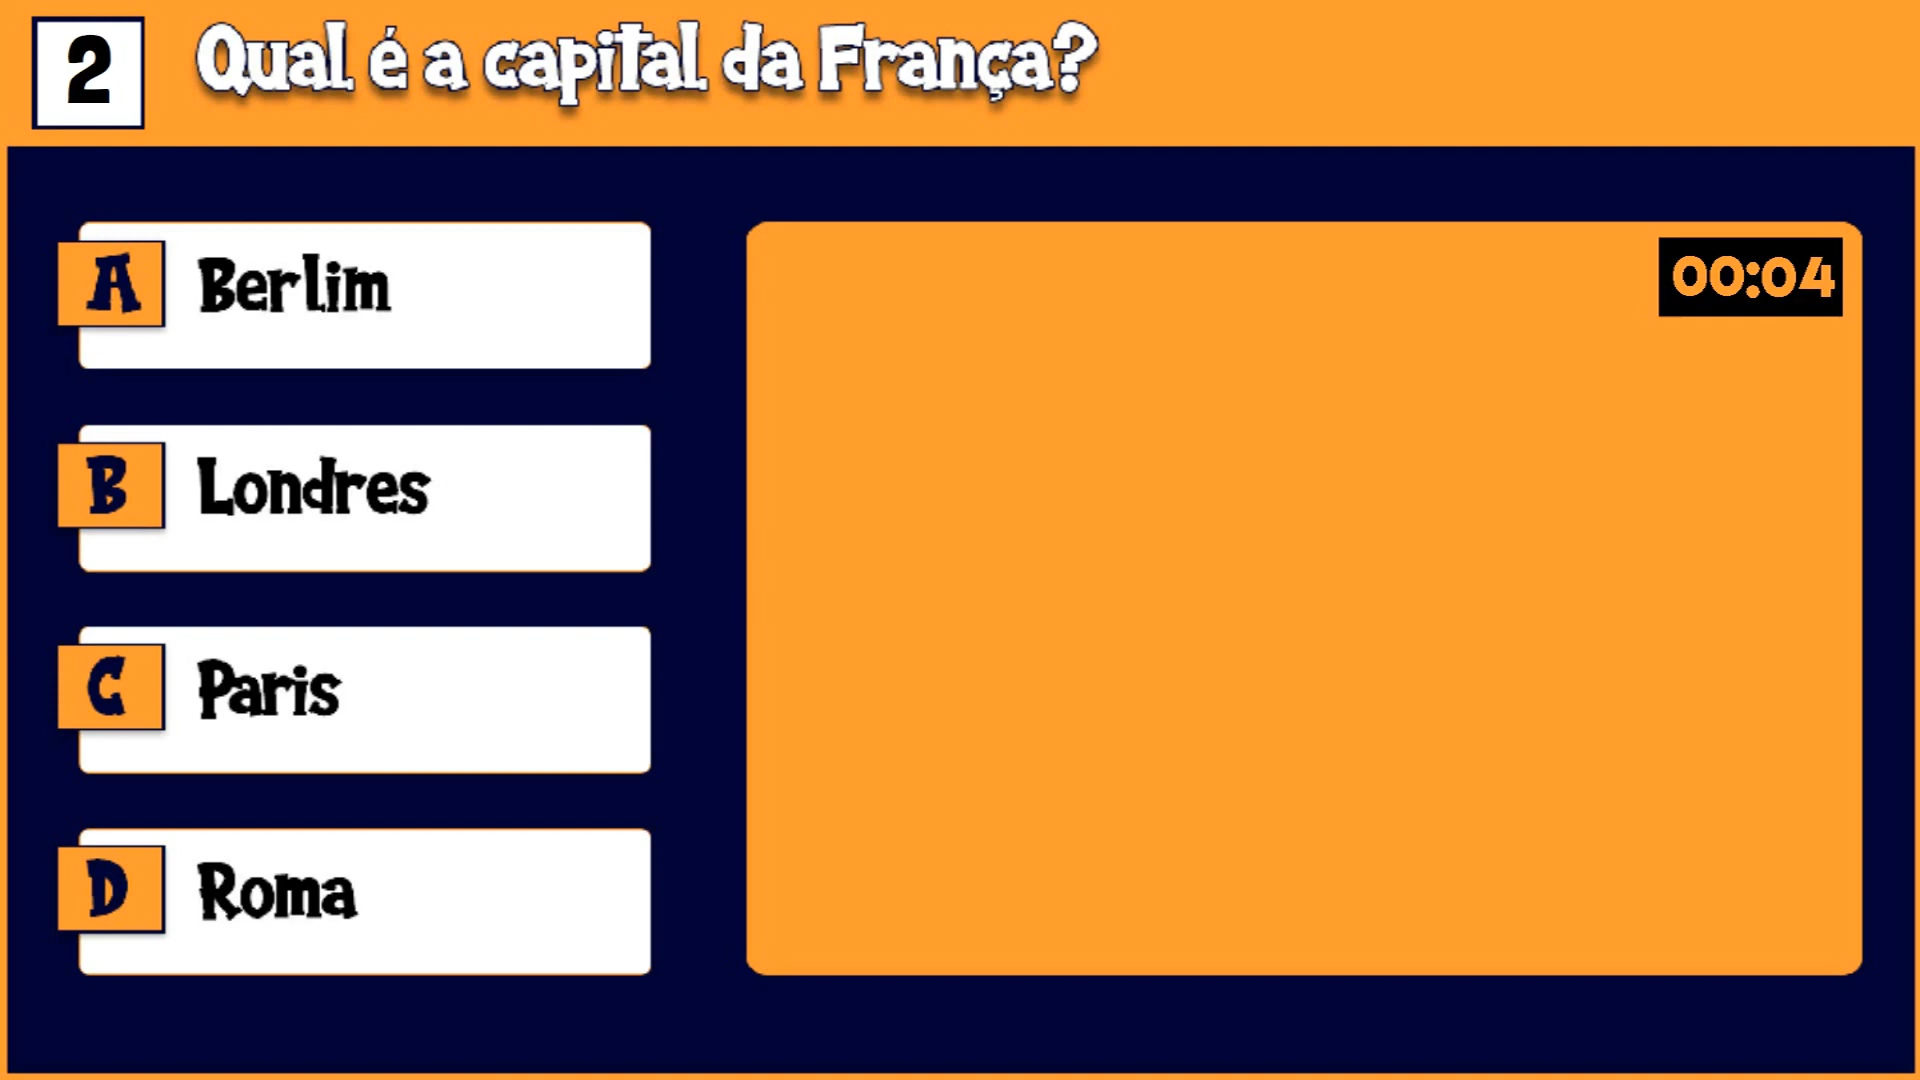 2 Qual é a capital da França?
00:04
A Berlim
B Londres
C Paris
D Roma